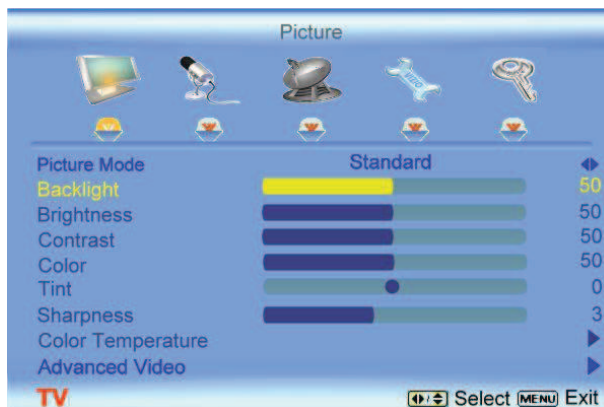 Picture
VIZIO
Picture Mode Standard
Backlight 50
Brightness 50
Contrast 50
Color 50
Tint 0
Sharpness 3
Color Temperature
Advanced Video
TV Select MENU Exit